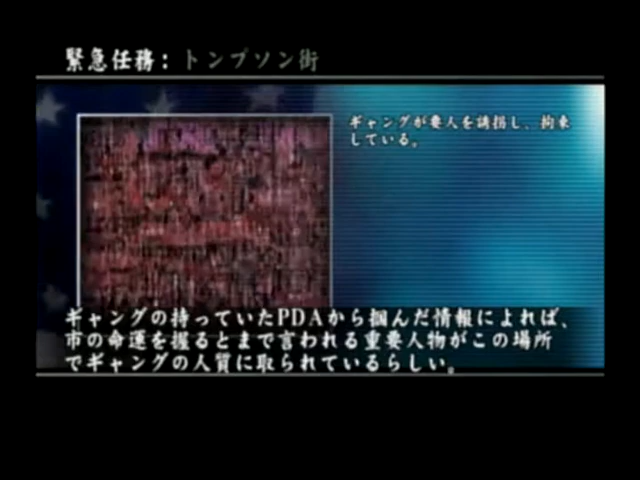 緊急任務：トンプソン街
ギャングが要人を誘拐し、拘束
している。
ギャングの持っていたPDAから掴んだ情報によれば、
市の命運を握るとまで言われる重要人物がこの場所
でギャングの人質に取られているらしい。